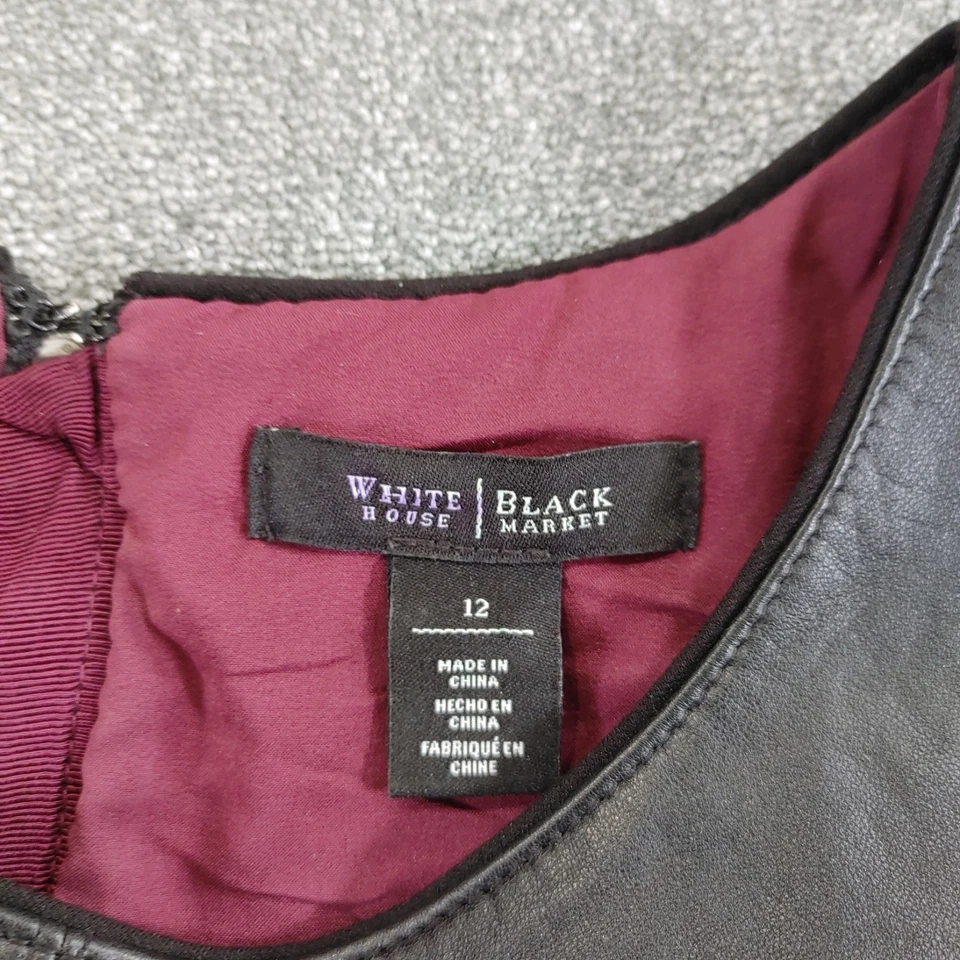 WHITE | BLACK
HOUSE | MARKET
12
MADE IN
CHINA
HECHO EN
CHINA
FABRIQUÉ EN
CHINE